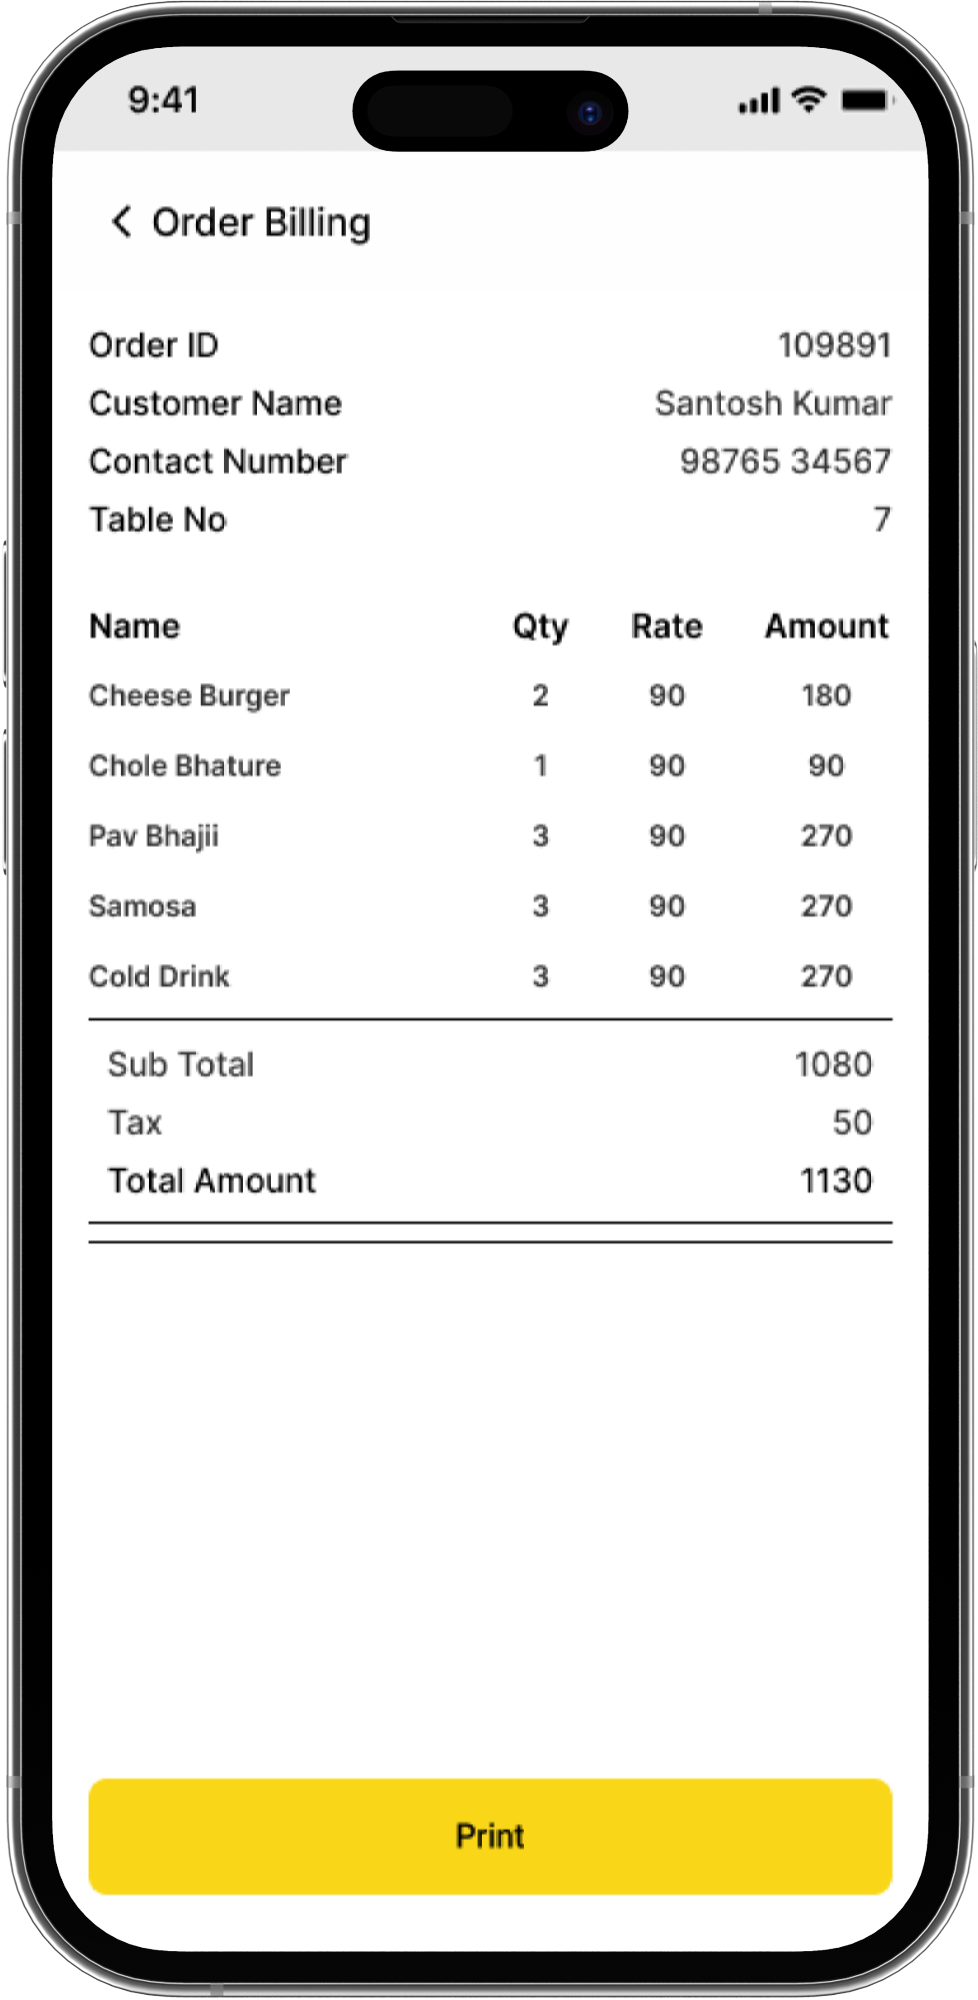 9:41
Order Billing
Order ID 109891
Customer Name Santosh Kumar
Contact Number 98765 34567
Table No 7
Name Qty Rate Amount
Cheese Burger 2 90 180
Chole Bhature 1 90 90
Pav Bhajii 3 90 270
Samosa 3 90 270
Cold Drink 3 90 270
Sub Total 1080
Tax 50
Total Amount 1130
Print